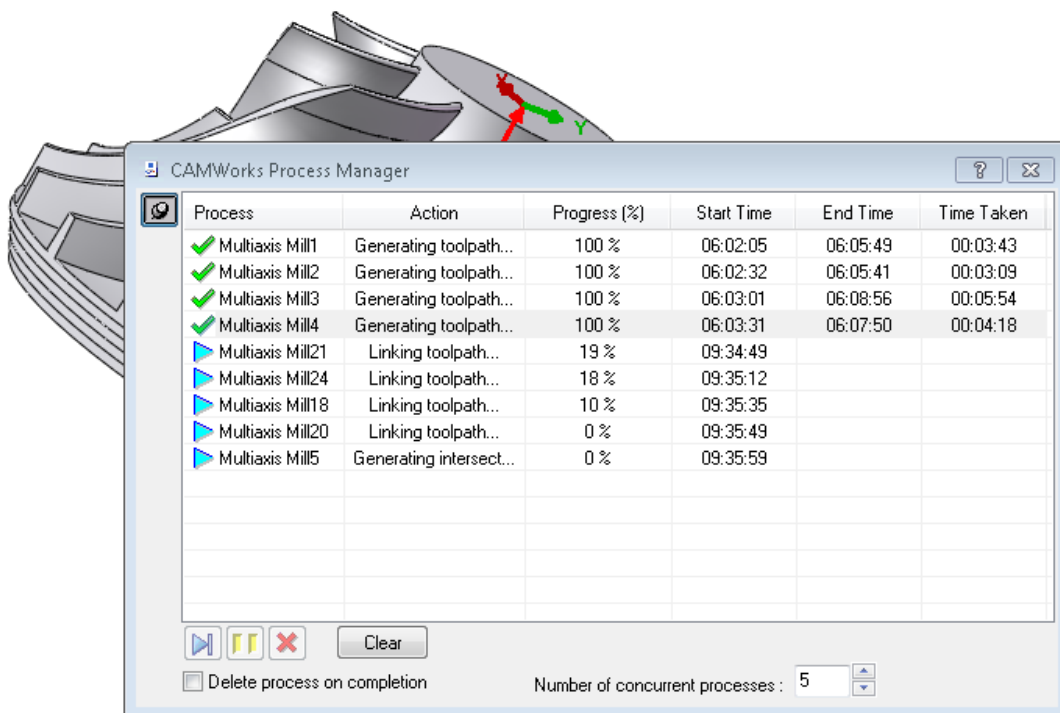 X
Y
CAMWorks Process Manager
Process Action Progress (%) Start Time End Time Time Taken
Multiaxis Mill1 Generating toolpath... 100 % 06:02:05 06:05:49 00:03:43
Multiaxis Mill2 Generating toolpath... 100 % 06:02:32 06:05:41 00:03:09
Multiaxis Mill3 Generating toolpath... 100 % 06:03:01 06:08:56 00:05:54
Multiaxis Mill4 Generating toolpath... 100 % 06:03:31 06:07:50 00:04:18
Multiaxis Mill21 Linking toolpath... 19 % 09:34:49
Multiaxis Mill24 Linking toolpath... 18 % 09:35:12
Multiaxis Mill18 Linking toolpath... 10 % 09:35:35
Multiaxis Mill20 Linking toolpath... 0 % 09:35:49
Multiaxis Mill5 Generating intersect... 0 % 09:35:59
Clear
Delete process on completion Number of concurrent processes : 5